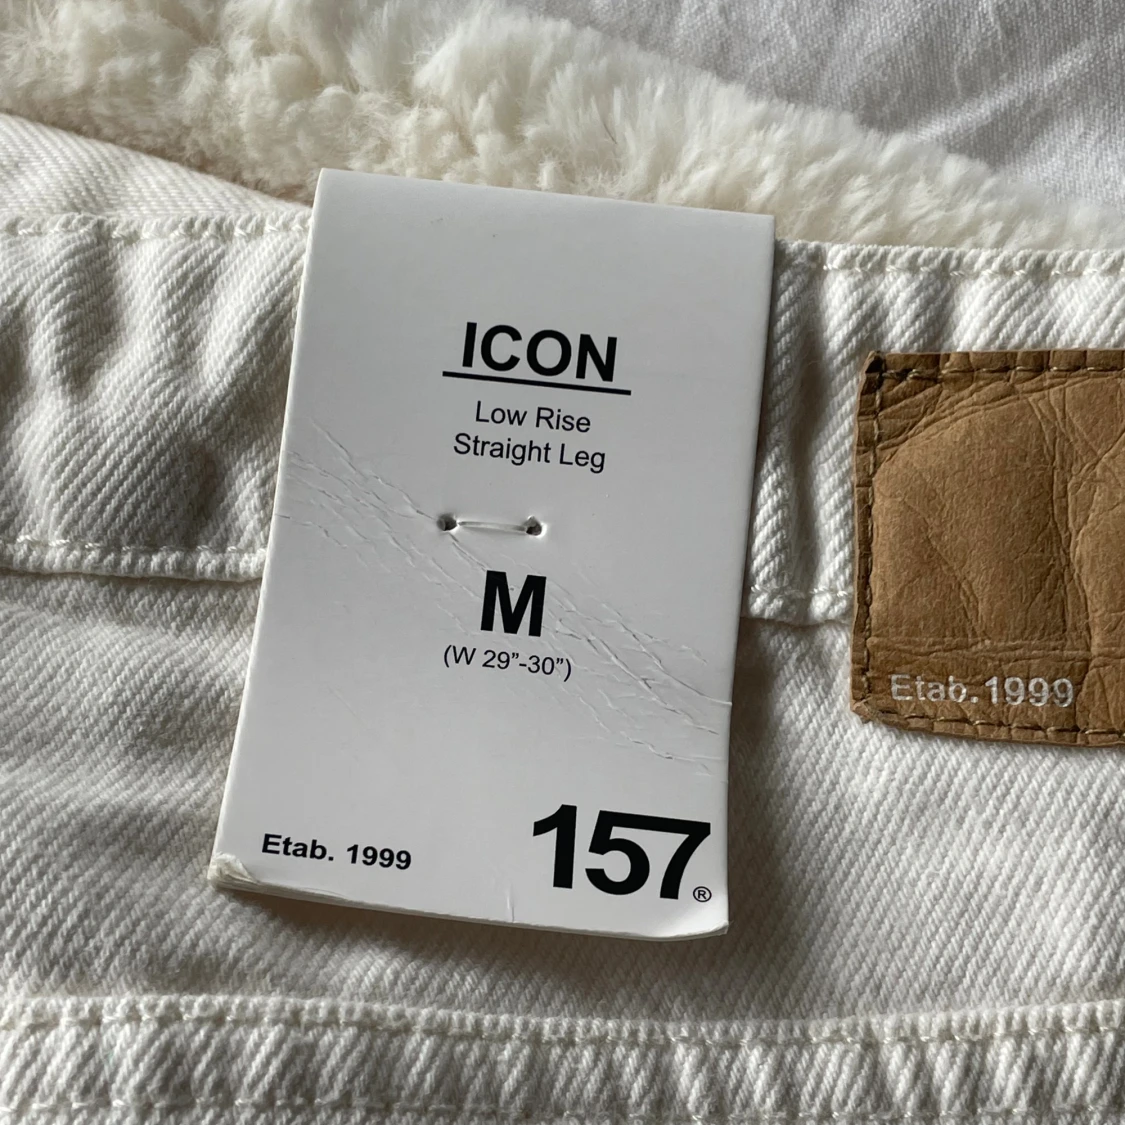 ICON
Low Rise
Straight Leg
M
(W 29”-30”)
Etab. 1999
157®
Etab.1999